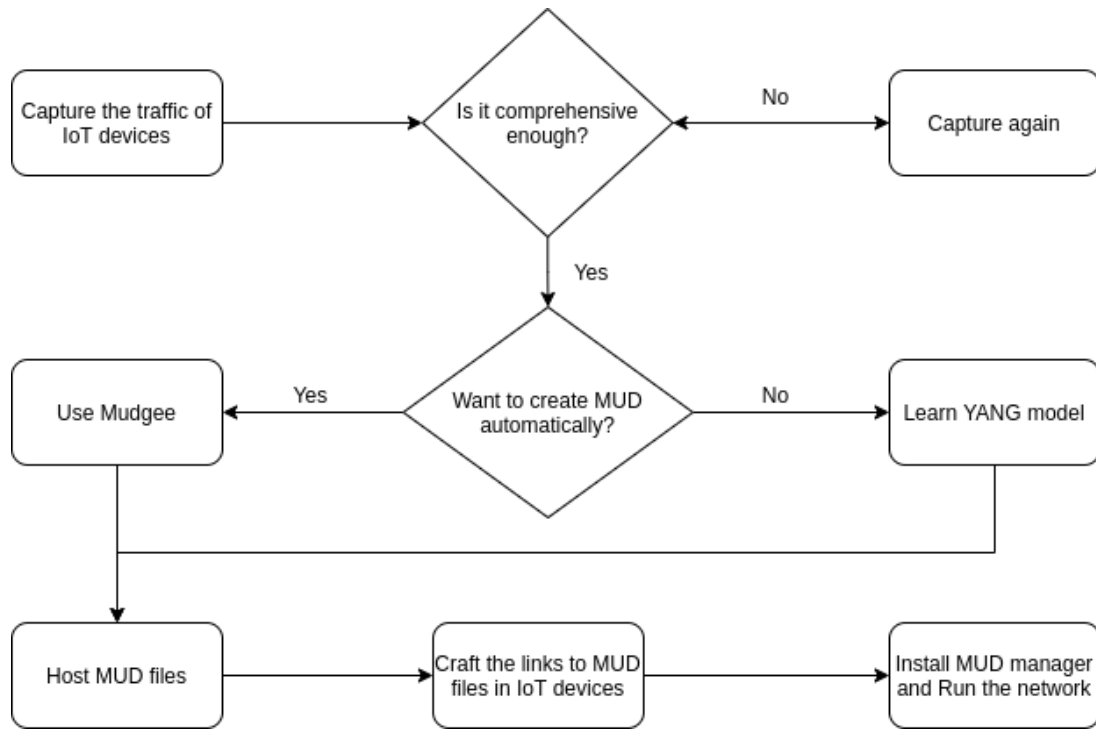 Capture the traffic of
IoT devices
Is it comprehensive
enough?
No
Capture again
Yes
Use Mudgee
Yes
Want to create MUD
automatically?
No
Learn YANG model
Host MUD files
Craft the links to MUD
files in IoT devices
Install MUD manager
and Run the network